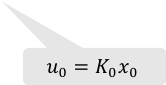 𝑢₀ = 𝐾₀𝑥₀